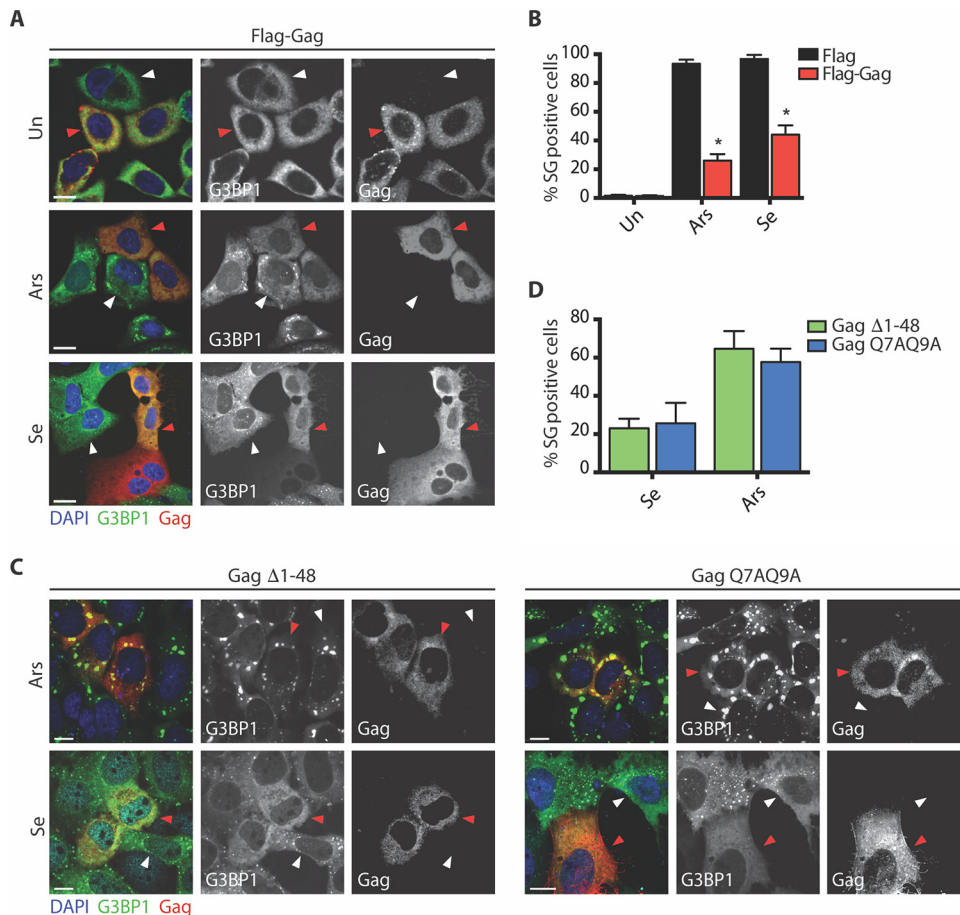 A
Flag-Gag
Un
G3BP1
Gag
Ars
G3BP1
Gag
Se
G3BP1
Gag
DAPI G3BP1 Gag
B
% SG positive cells
100
80
60
40
20
0
Flag
Flag-Gag
*
*
Un
Ars
Se
D
% SG positive cells
80
60
40
20
0
Gag Δ1-48
Gag Q7AQ9A
Se
Ars
C
Gag Δ1-48
Gag Q7AQ9A
Ars
G3BP1
Gag
G3BP1
Gag
Se
G3BP1
Gag
G3BP1
Gag
DAPI G3BP1 Gag